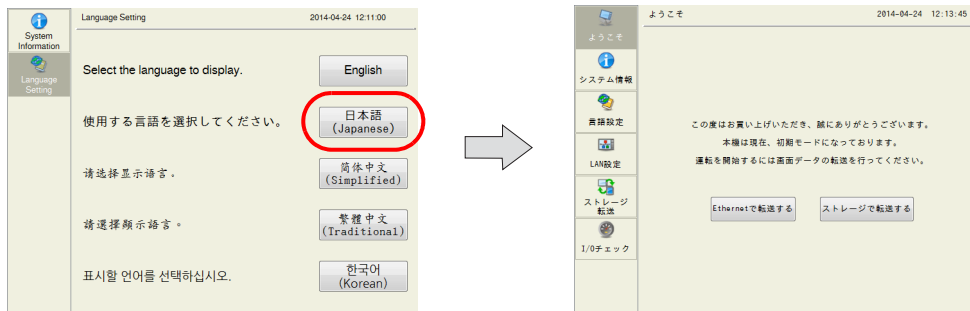 Language Setting
2014-04-24 12:11:00
System
Information
Language
Setting
Select the language to display.
English
使用する言語を選択してください。
日本語
(Japanese)
请选择显示语言。
简体中文
(Simplified)
請選擇顯示語言。
繁體中文
(Traditional)
표시할 언어를 선택하십시오.
한국어
(Korean)
ようこそ
2014-04-24 12:13:45
ようこそ
システム情報
言語設定
LAN設定
ストレージ
転送
I/Oチェック
この度はお買い上げいただき、誠にありがとうございます。
本機は現在、初期モードになっております。
運転を開始するには画面データの転送を行ってください。
Ethernetで転送する
ストレージで転送する